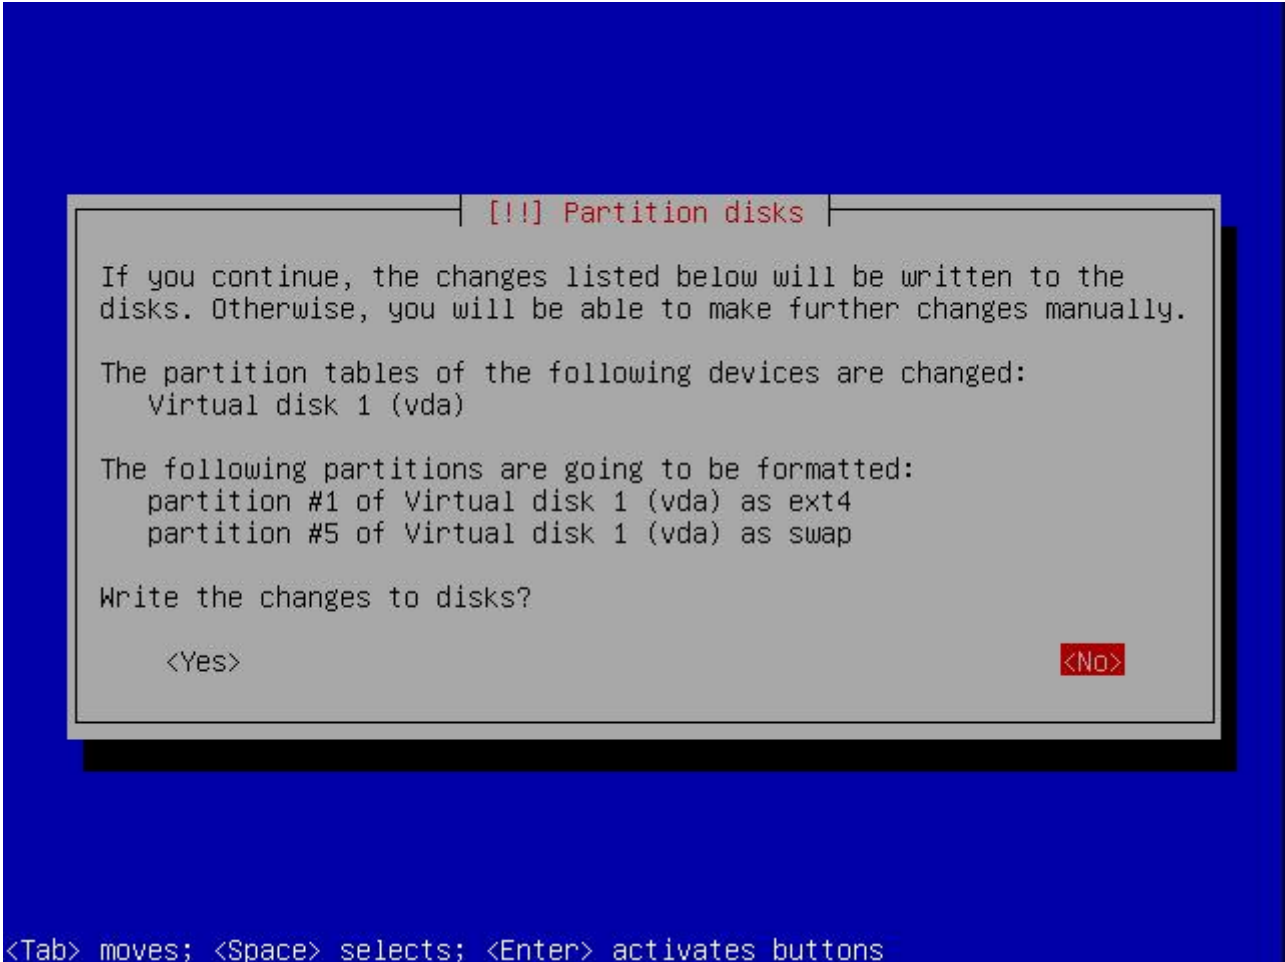 [!!] Partition disks
If you continue, the changes listed below will be written to the
disks. Otherwise, you will be able to make further changes manually.
The partition tables of the following devices are changed:
Virtual disk 1 (vda)
The following partitions are going to be formatted:
partition #1 of Virtual disk 1 (vda) as ext4
partition #5 of Virtual disk 1 (vda) as swap
Write the changes to disks?
<Yes> <No>
<Tab> moves; <Space> selects; <Enter> activates buttons